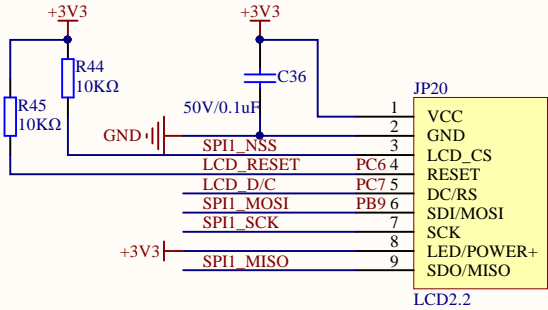 +3V3
+3V3
R44
10KΩ
R45
10KΩ
C36
50V/0.1uF
GND
JP20
1 VCC
2 GND
SPI1_NSS 3 LCD_CS
LCD_RESET PC6 4 RESET
LCD_D/C PC7 5 DC/RS
SPI1_MOSI PB9 6 SDI/MOSI
SPI1_SCK 7 SCK
+3V3 8 LED/POWER+
SPI1_MISO 9 SDO/MISO
LCD2.2